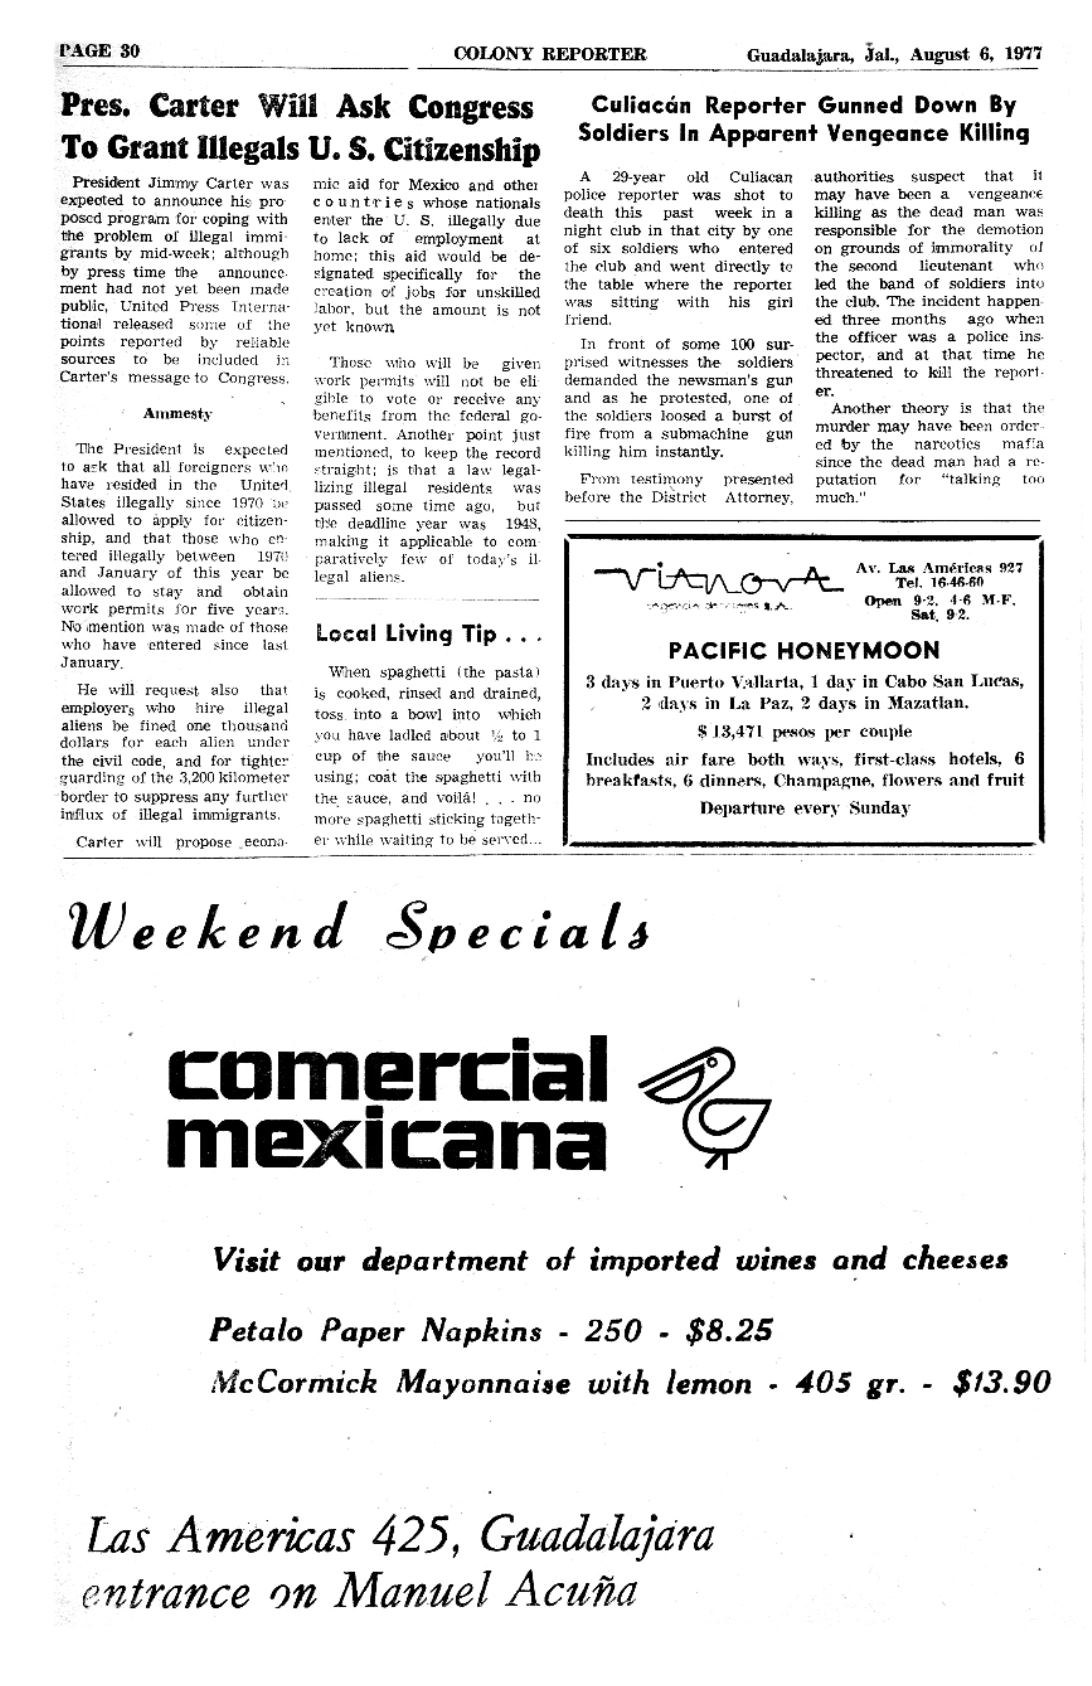 PAGE 30
COLONY REPORTER
Guadalajara, Jal., August 6, 1977
Pres. Carter Will Ask Congress
To Grant Illegals U. S. Citizenship
President Jimmy Carter was
expected to announce his pro
posed program for coping with
the problem of illegal immi-
grants by mid-week; although
by press time the announce-
ment had not yet been made
public, United Press Interna-
tional released some of the
points reported by reliable
sources to be included in
Carter's message to Congress.
Amnesty
The President is expected
to ask that all foreigners who
have resided in the United
States illegally since 1970 be
allowed to apply for citizen-
ship, and that those who en-
tered illegally between 1970
and January of this year be
allowed to stay and obtain
work permits for five years.
No mention was made of those
who have entered since last
January.
He will request also that
employers who hire illegal
aliens be fined one thousand
dollars for each alien under
the civil code, and for tighter
guarding of the 3,200 kilometer
border to suppress any further
influx of illegal immigrants.
Carter will propose econo-
mic aid for Mexico and other
countries whose nationals
enter the U. S. illegally due
to lack of employment at
home; this aid would be de-
signated specifically for the
creation of jobs for unskilled
labor, but the amount is not
yet known
Those who will be given
work permits will not be eli
gible to vote or receive any
benefits from the federal go-
vernment. Another point just
mentioned, to keep the record
straight; is that a law legal-
lizing illegal residents was
passed some time ago, but
the deadline year was 1948,
making it applicable to com-
paratively few of today's il-
legal aliens.
Local Living Tip . . .
When spaghetti (the pasta)
is cooked, rinsed and drained,
toss into a bowl into which
you have ladled about ½ to 1
cup of the sauce you'll be
using; coat the spaghetti with
the sauce, and voilá! . . . no
more spaghetti sticking togeth-
er while waiting to be served...
Culiacán Reporter Gunned Down By
Soldiers In Apparent Vengeance Killing
A 29-year old Culiacan
police reporter was shot to
death this past week in a
night club in that city by one
of six soldiers who entered
the club and went directly to
the table where the reporter
was sitting with his girl
friend.
In front of some 100 sur-
prised witnesses the soldiers
demanded the newsman's gun
and as he protested, one of
the soldiers loosed a burst of
fire from a submachine gun
killing him instantly.
From testimony presented
before the District Attorney,
authorities suspect that it
may have been a vengeance
killing as the dead man was
responsible for the demotion
on grounds of immorality of
the second lieutenant who
led the band of soldiers into
the club. The incident happen-
ed three months ago when
the officer was a police ins-
pector, and at that time he
threatened to kill the report-
er.
Another theory is that the
murder may have been order-
ed by the narcotics mafia
since the dead man had a re-
putation for "talking too
much."
VIANOVA
Av. Las Américas 927
Tel. 16-46-60
Open 9-2, 4-6 M-F.
Sat. 9-2.
PACIFIC HONEYMOON
3 days in Puerto Vallarta, 1 day in Cabo San Lucas,
2 days in La Paz, 2 days in Mazatlan.
$ 13,471 pesos per couple
Includes air fare both ways, first-class hotels, 6
breakfasts, 6 dinners, Champagne, flowers and fruit
Departure every Sunday
Weekend Specials
comercial
mexicana
Visit our department of imported wines and cheeses
Petalo Paper Napkins - 250 - $8.25
McCormick Mayonnaise with lemon - 405 gr. - $13.90
Las Americas 425, Guadalajara
entrance on Manuel Acuña